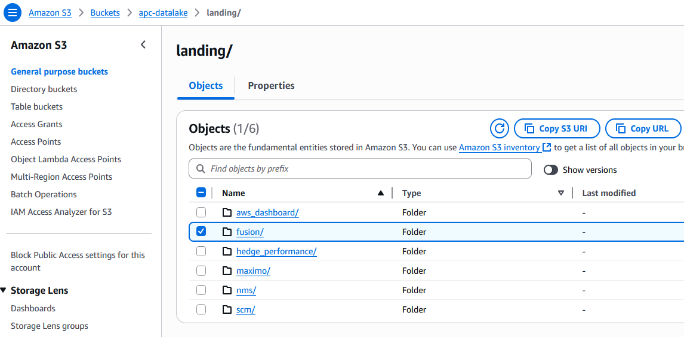 Amazon S3 > Buckets > apc-datalake > landing/
Amazon S3
General purpose buckets
Directory buckets
Table buckets
Access Grants
Access Points
Object Lambda Access Points
Multi-Region Access Points
Batch Operations
IAM Access Analyzer for S3
Block Public Access settings for this
account
Storage Lens
Dashboards
Storage Lens groups
landing/
Objects Properties
Objects (1/6)
Copy S3 URI Copy URL
Objects are the fundamental entities stored in Amazon S3. You can use Amazon S3 inventory to get a list of all objects in your b
Find objects by prefix
Show versions
Name Type Last modified
aws_dashboard/ Folder -
fusion/ Folder -
hedge_performance/ Folder -
maximo/ Folder -
nms/ Folder -
scm/ Folder -